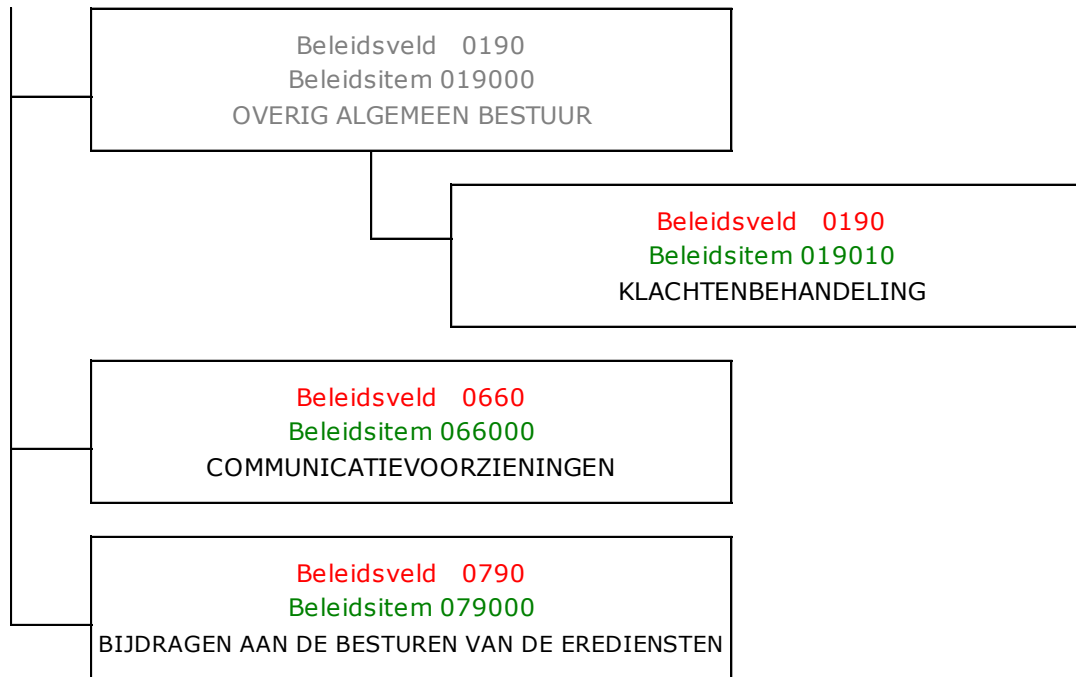 Beleidsveld 0190
Beleidsitem 019000
OVERIG ALGEMEEN BESTUUR
Beleidsveld 0190
Beleidsitem 019010
KLACHTENBEHANDELING
Beleidsveld 0660
Beleidsitem 066000
COMMUNICATIEVOORZIENINGEN
Beleidsveld 0790
Beleidsitem 079000
BIJDRAGEN AAN DE BESTUREN VAN DE EREDIENSTEN